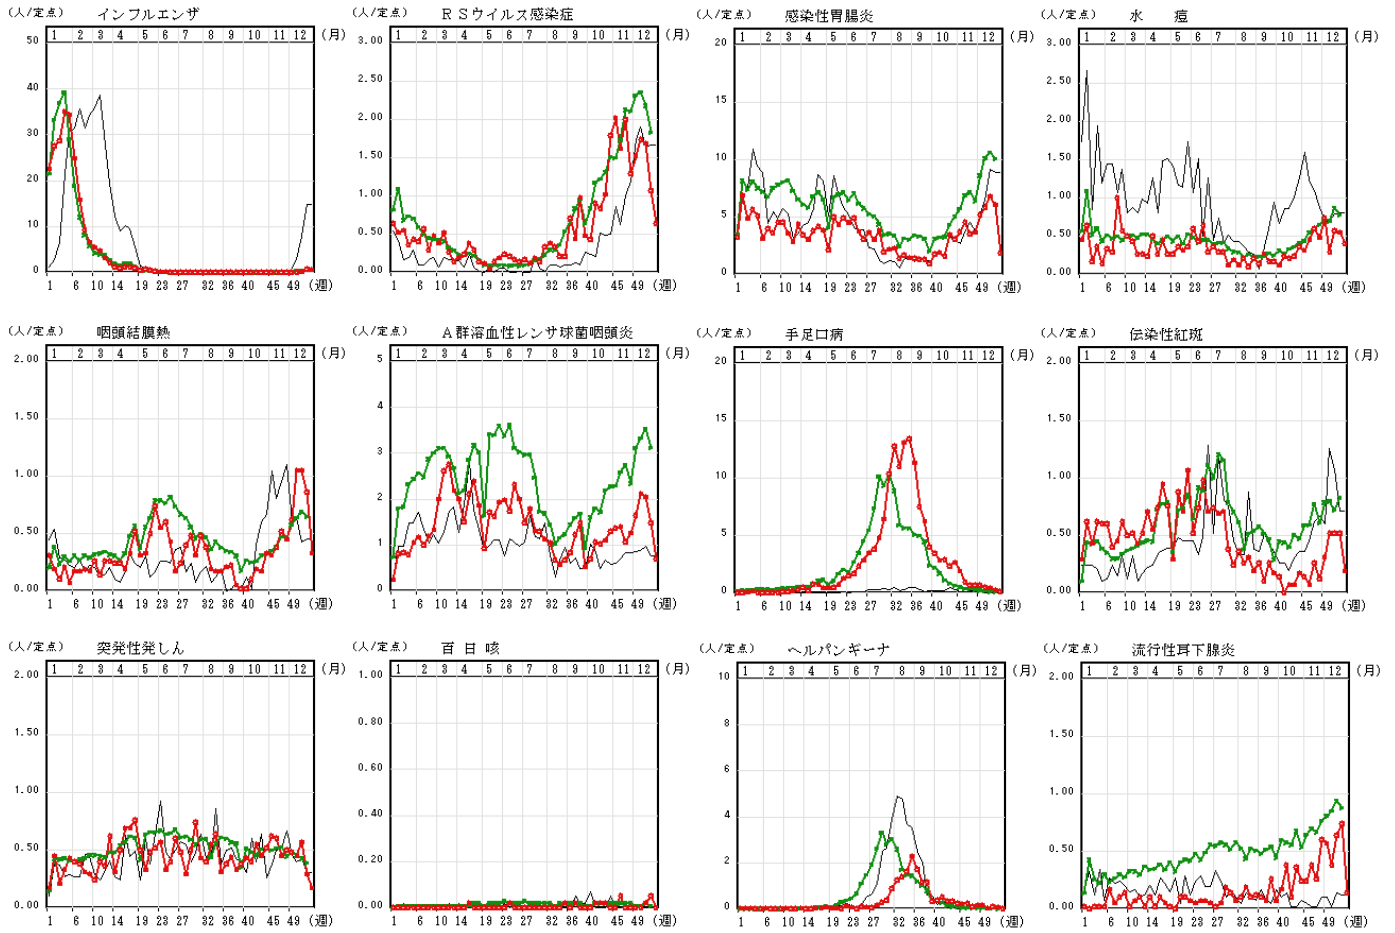 (人/定点) インフルエンザ
1 2 3 4 5 6 7 8 9 10 11 12 (月)
50
40
30
20
10
0
1 6 10 14 19 23 27 32 36 40 45 49 (週)
(人/定点) ＲＳウイルス感染症
1 2 3 4 5 6 7 8 9 10 11 12 (月)
3.00
2.50
2.00
1.50
1.00
0.50
0.00
1 6 10 14 19 23 27 32 36 40 45 49 (週)
(人/定点) 感染性胃腸炎
1 2 3 4 5 6 7 8 9 10 11 12 (月)
20
15
10
5
0
1 6 10 14 19 23 27 32 36 40 45 49 (週)
(人/定点) 水 痘
1 2 3 4 5 6 7 8 9 10 11 12 (月)
3.00
2.50
2.00
1.50
1.00
0.50
0.00
1 6 10 14 19 23 27 32 36 40 45 49 (週)
(人/定点) 咽頭結膜熱
1 2 3 4 5 6 7 8 9 10 11 12 (月)
2.00
1.50
1.00
0.50
0.00
1 6 10 14 19 23 27 32 36 40 45 49 (週)
(人/定点) Ａ群溶血性レンサ球菌咽頭炎
1 2 3 4 5 6 7 8 9 10 11 12 (月)
5
4
3
2
1
0
1 6 10 14 19 23 27 32 36 40 45 49 (週)
(人/定点) 手足口病
1 2 3 4 5 6 7 8 9 10 11 12 (月)
20
15
10
5
0
1 6 10 14 19 23 27 32 36 40 45 49 (週)
(人/定点) 伝染性紅斑
1 2 3 4 5 6 7 8 9 10 11 12 (月)
2.00
1.50
1.00
0.50
0.00
1 6 10 14 19 23 27 32 36 40 45 49 (週)
(人/定点) 突発性発しん
1 2 3 4 5 6 7 8 9 10 11 12 (月)
2.00
1.50
1.00
0.50
0.00
1 6 10 14 19 23 27 32 36 40 45 49 (週)
(人/定点) 百 日 咳
1 2 3 4 5 6 7 8 9 10 11 12 (月)
1.00
0.80
0.60
0.40
0.20
0.00
1 6 10 14 19 23 27 32 36 40 45 49 (週)
(人/定点) ヘルパンギーナ
1 2 3 4 5 6 7 8 9 10 11 12 (月)
10
8
6
4
2
0
1 6 10 14 19 23 27 32 36 40 45 49 (週)
(人/定点) 流行性耳下腺炎
1 2 3 4 5 6 7 8 9 10 11 12 (月)
2.00
1.50
1.00
0.50
0.00
1 6 10 14 19 23 27 32 36 40 45 49 (週)